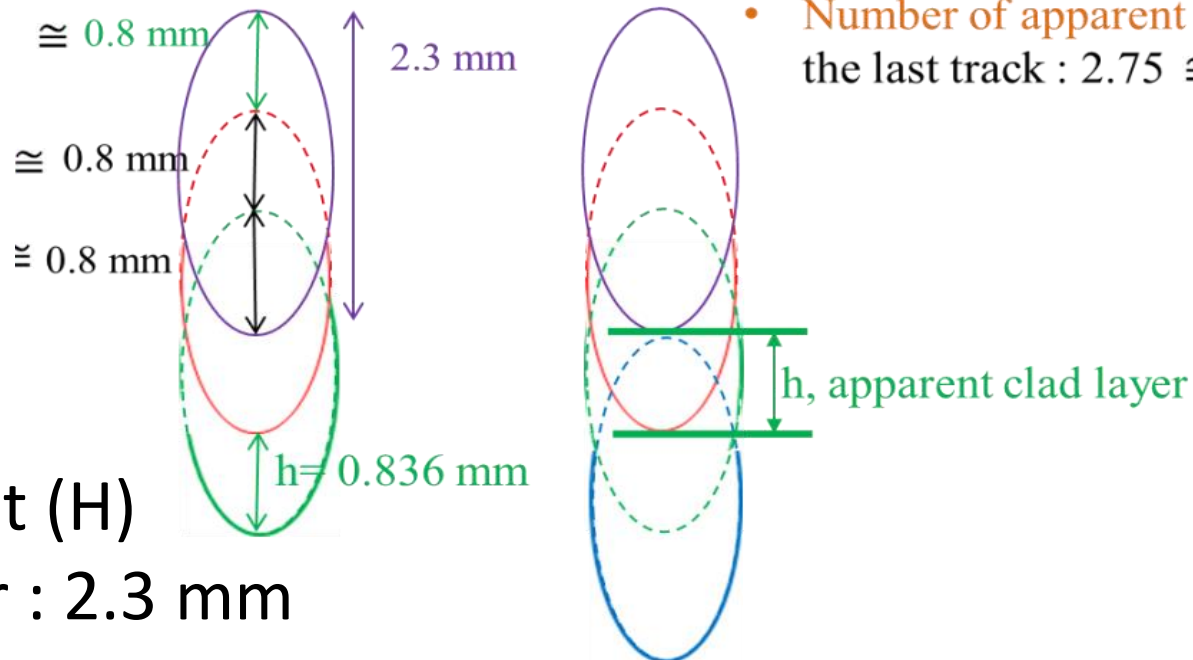 ≅ 0.8 mm
2.3 mm
≅ 0.8 mm
≅ 0.8 mm
h= 0.836 mm
t (H)
r : 2.3 mm
• Number of apparent
the last track : 2.75 ≅
h, apparent clad layer